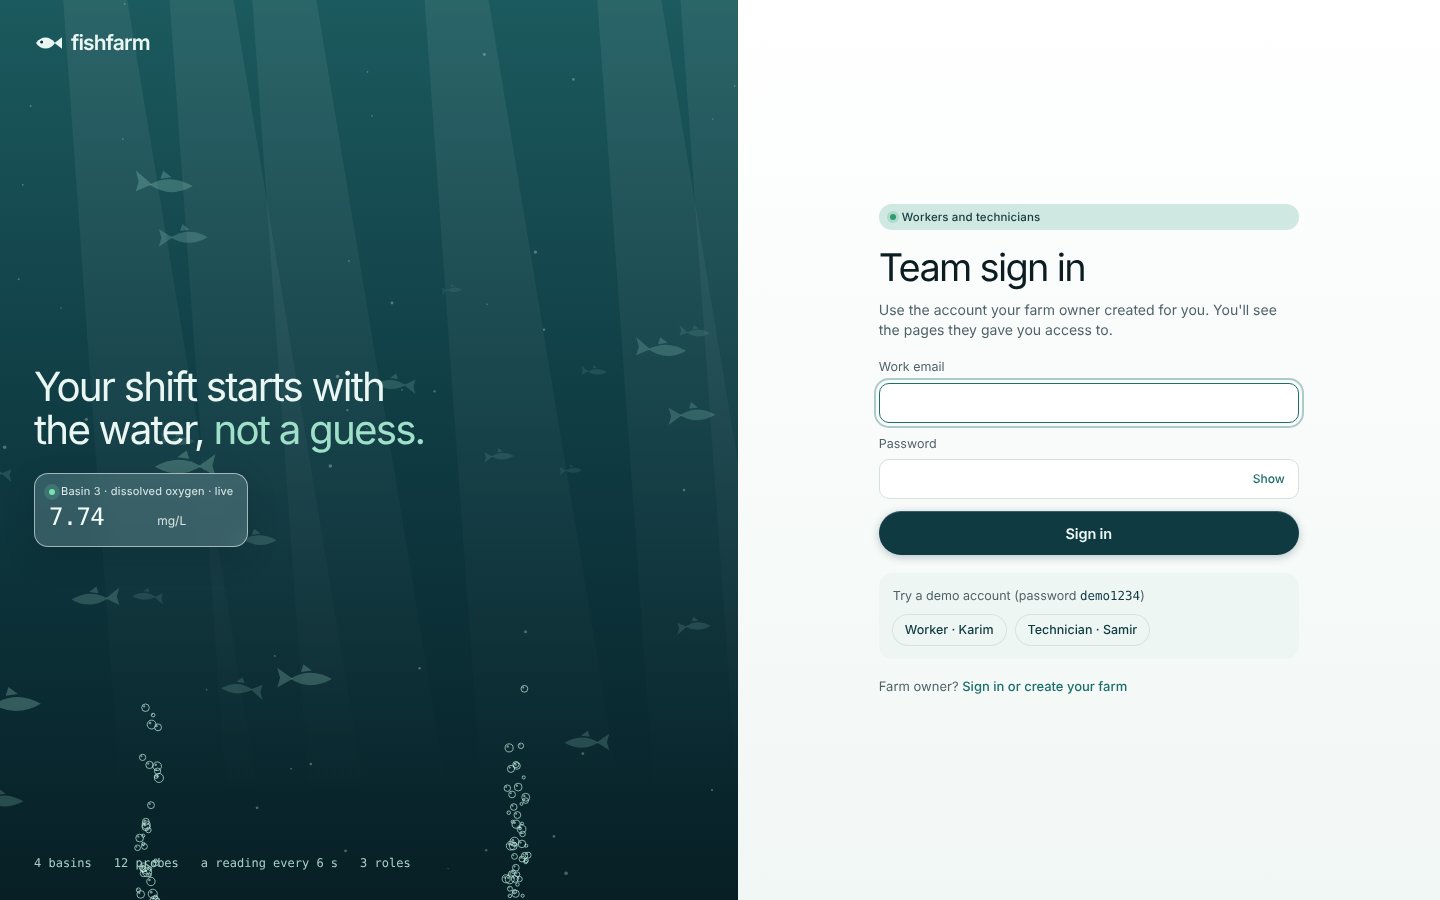 fishfarm
Your shift starts with
the water, not a guess.
Basin 3 · dissolved oxygen · live
7.74 mg/L
4 basins 12 probes a reading every 6 s 3 roles
Workers and technicians
Team sign in
Use the account your farm owner created for you. You'll see
the pages they gave you access to.
Work email
Password
Show
Sign in
Try a demo account (password demo1234)
Worker · Karim Technician · Samir
Farm owner? Sign in or create your farm